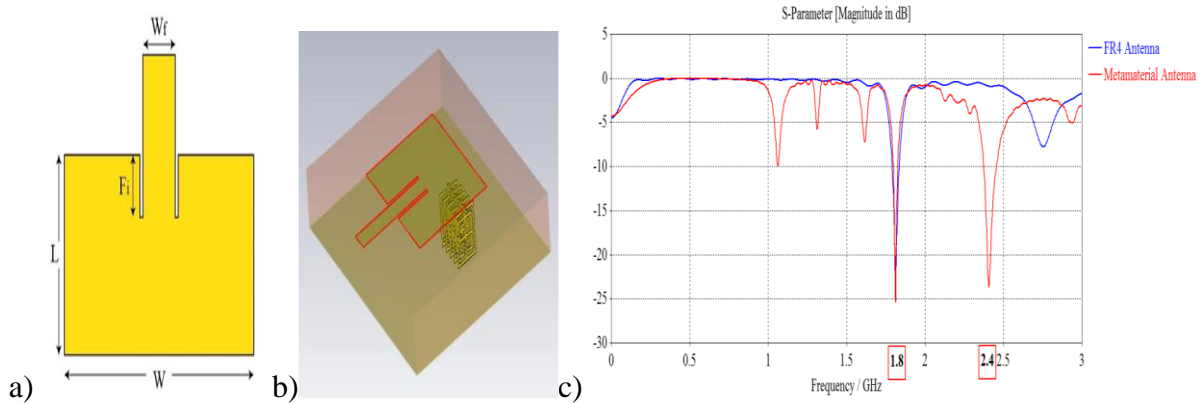 Wf
Fi
L
W
a)
b)
c)
S-Parameter [Magnitude in dB]
5
0
-5
-10
-15
-20
-25
-30
0
0.5
1
1.5
1.8
2
2.4
2.5
3
Frequency / GHz
FR4 Antenna
Metamaterial Antenna